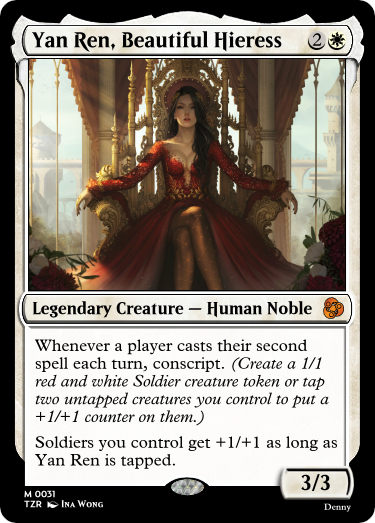 Yan Ren, Beautiful Hieress 2
Legendary Creature — Human Noble
Whenever a player casts their second
spell each turn, conscript. (Create a 1/1
red and white Soldier creature token or tap
two untapped creatures you control to put a
+1/+1 counter on them.)
Soldiers you control get +1/+1 as long as
Yan Ren is tapped.
3/3
M 0031
TZR Ina Wong
Denny